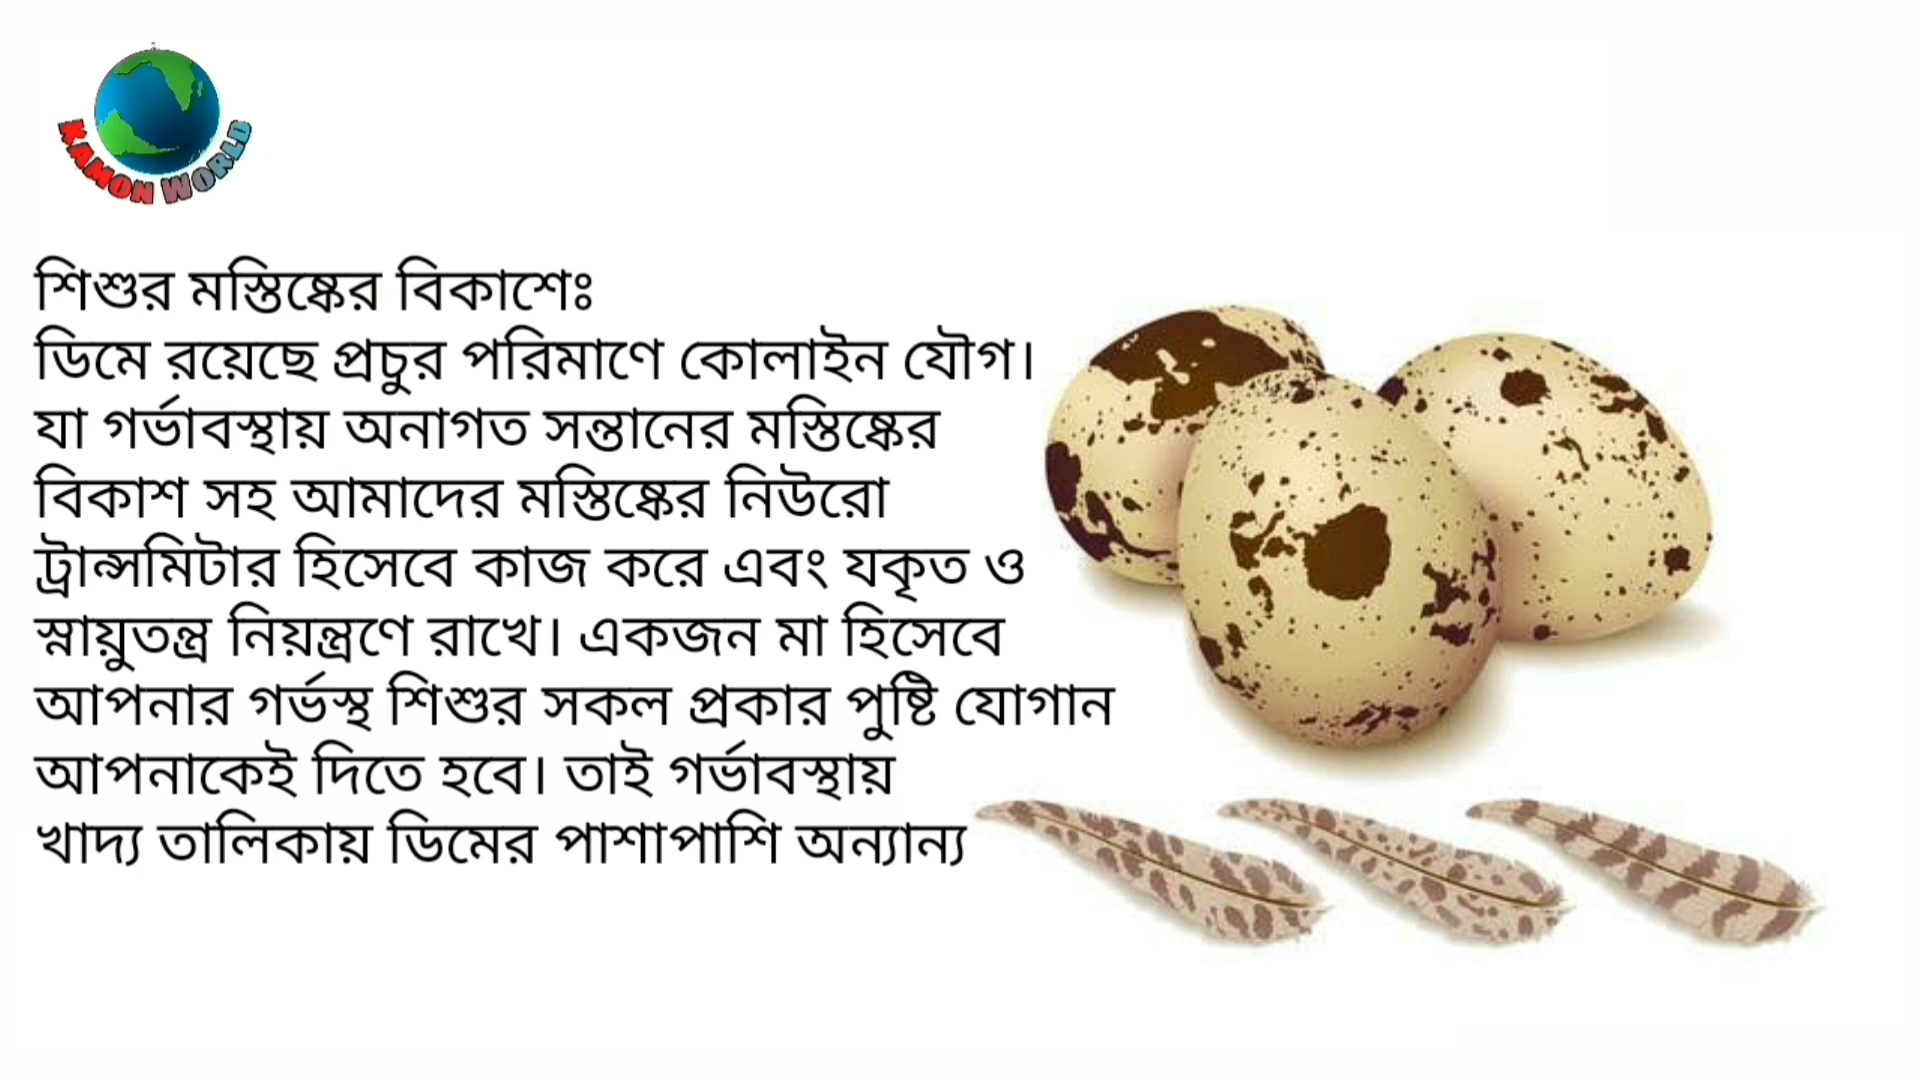 KAMON WORLD
শিশুর মস্তিষ্কের বিকাশেঃ
ডিমে রয়েছে প্রচুর পরিমাণে কোলাইন যৌগ।
যা গর্ভাবস্থায় অনাগত সন্তানের মস্তিষ্কের
বিকাশ সহ আমাদের মস্তিষ্কের নিউরো
ট্রান্সমিটার হিসেবে কাজ করে এবং যকৃত ও
স্নায়ুতন্ত্র নিয়ন্ত্রণে রাখে। একজন মা হিসেবে
আপনার গর্ভস্থ শিশুর সকল প্রকার পুষ্টি যোগান
আপনাকেই দিতে হবে। তাই গর্ভাবস্থায়
খাদ্য তালিকায় ডিমের পাশাপাশি অন্যান্য